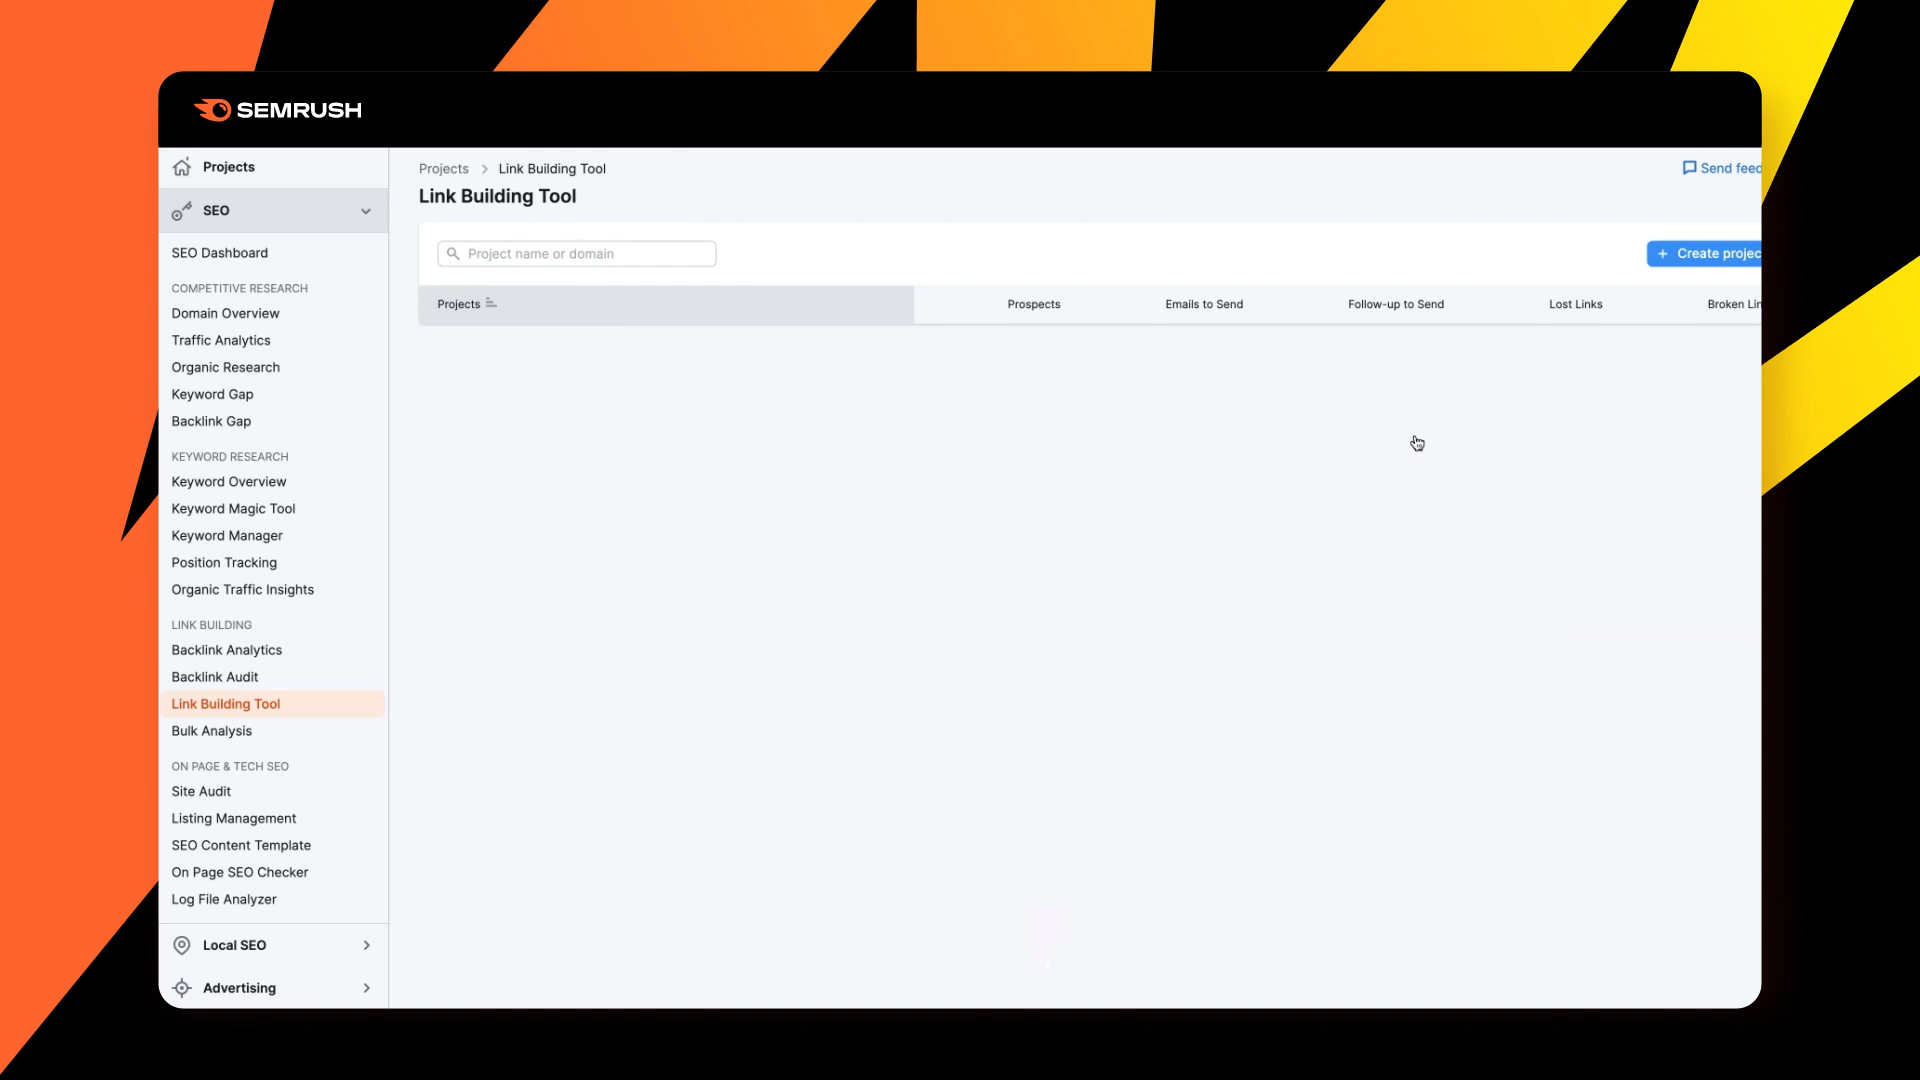 SEMRUSH
Projects
SEO
SEO Dashboard
COMPETITIVE RESEARCH
Domain Overview
Traffic Analytics
Organic Research
Keyword Gap
Backlink Gap
KEYWORD RESEARCH
Keyword Overview
Keyword Magic Tool
Keyword Manager
Position Tracking
Organic Traffic Insights
LINK BUILDING
Backlink Analytics
Backlink Audit
Link Building Tool
Bulk Analysis
ON PAGE & TECH SEO
Site Audit
Listing Management
SEO Content Template
On Page SEO Checker
Log File Analyzer
Local SEO
Advertising
Projects > Link Building Tool
Send feed
Link Building Tool
Project name or domain
+ Create projec
Projects Prospects Emails to Send Follow-up to Send Lost Links Broken Lin